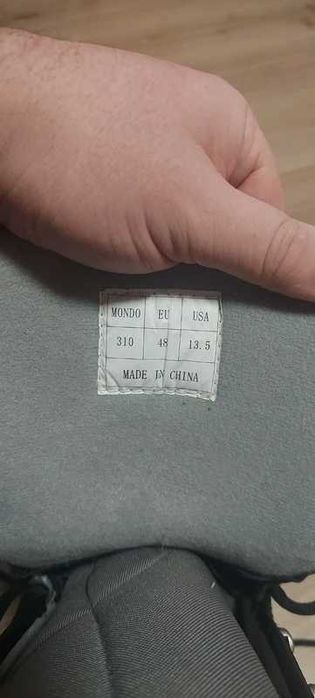 MONDO EU USA
310 48 13.5
MADE IN CHINA